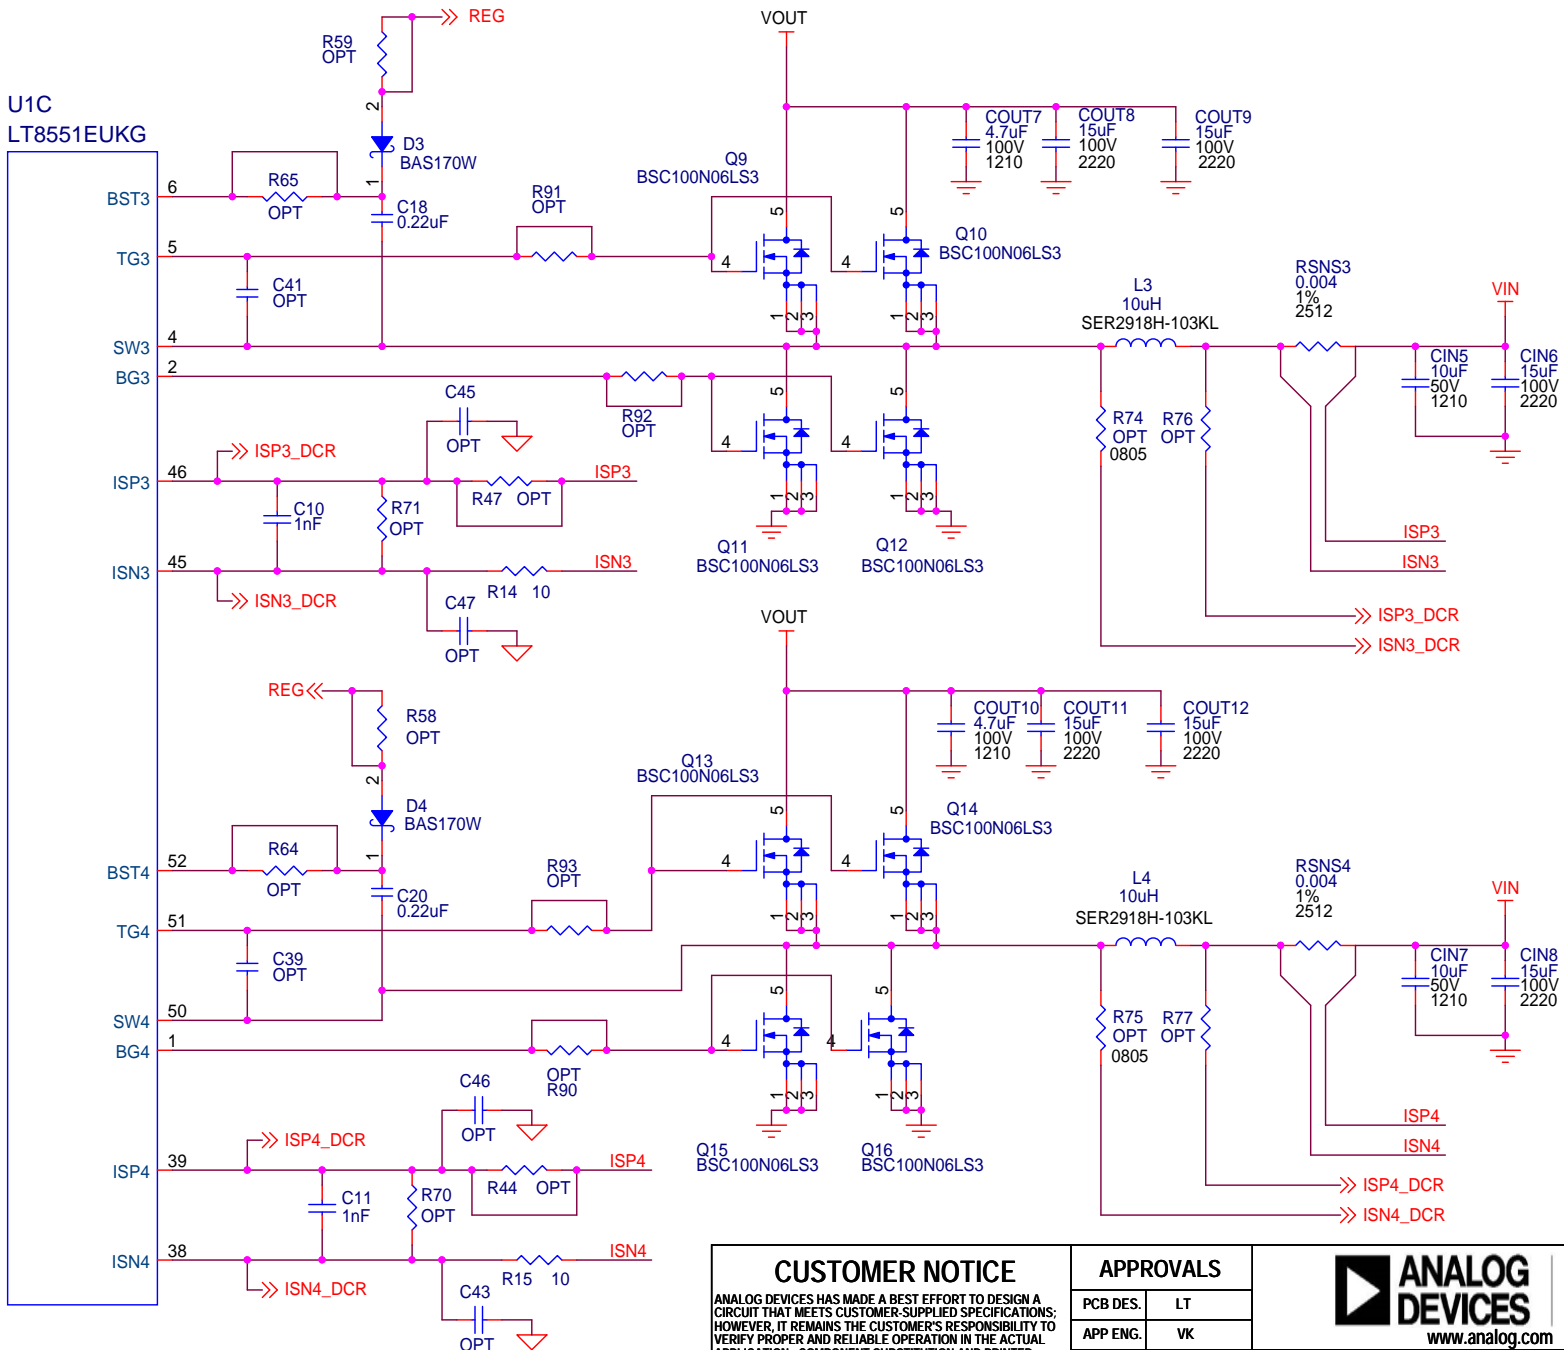 U1C
LT8551EUKG
REG
R59
OPT
2
D3
BAS170W
1
BST3
6
R65
OPT
C18
0.22uF
TG3
5
C41
OPT
R91
OPT
SW3
4
BG3
2
R92
OPT
VOUT
Q9
BSC100N06LS3
5
4
1
2
3
Q10
BSC100N06LS3
5
4
1
2
3
COUT7
4.7uF
100V
1210
COUT8
15uF
100V
2220
COUT9
15uF
100V
2220
5
4
1
2
3
Q11
BSC100N06LS3
5
4
1
2
3
Q12
BSC100N06LS3
L3
10uH
SER2918H-103KL
RSNS3
0.004
1%
2512
VIN
CIN5
10uF
50V
1210
CIN6
15uF
100V
2220
R74
OPT
0805
R76
OPT
ISP3
ISN3
ISP3_DCR
ISN3_DCR
C45
OPT
ISP3_DCR
ISP3
46
C10
1nF
R71
OPT
R47 OPT
ISP3
ISN3
45
R14 10
ISN3
ISN3_DCR
C47
OPT
REG
R58
OPT
2
D4
BAS170W
1
BST4
52
R64
OPT
C20
0.22uF
TG4
51
C39
OPT
R93
OPT
SW4
50
BG4
1
OPT
R90
VOUT
Q13
BSC100N06LS3
5
4
1
2
3
Q14
BSC100N06LS3
5
4
1
2
3
COUT10
4.7uF
100V
1210
COUT11
15uF
100V
2220
COUT12
15uF
100V
2220
5
4
1
2
3
Q15
BSC100N06LS3
5
4
1
2
3
Q16
BSC100N06LS3
L4
10uH
SER2918H-103KL
RSNS4
0.004
1%
2512
VIN
CIN7
10uF
50V
1210
CIN8
15uF
100V
2220
R75
OPT
0805
R77
OPT
ISP4
ISN4
ISP4_DCR
ISN4_DCR
C46
OPT
ISP4_DCR
ISP4
39
C11
1nF
R70
OPT
R44 OPT
ISP4
ISN4
38
R15 10
ISN4
ISN4_DCR
C43
OPT
CUSTOMER NOTICE
ANALOG DEVICES HAS MADE A BEST EFFORT TO DESIGN A
CIRCUIT THAT MEETS CUSTOMER-SUPPLIED SPECIFICATIONS;
HOWEVER, IT REMAINS THE CUSTOMER'S RESPONSIBILITY TO
VERIFY PROPER AND RELIABLE OPERATION IN THE ACTUAL
APPLICATION. COMPONENT SUBSTITUTION AND PRINTED
APPROVALS
PCB DES. LT
APP ENG. VK
ANALOG
DEVICES
www.analog.com